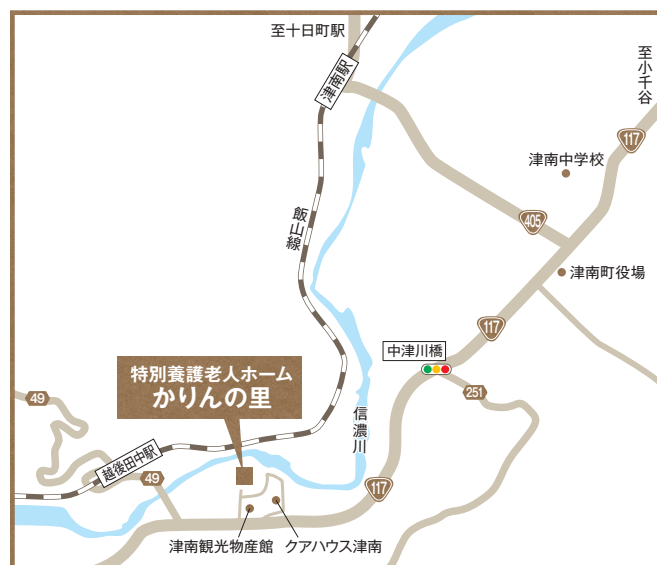 至十日町駅
津南駅
至小千谷
117
津南中学校
飯山線
405
津南町役場
117
中津川橋
特別養護老人ホーム
かりんの里
49
251
信濃川
越後田中駅
49
117
津南観光物産館
クアハウス津南